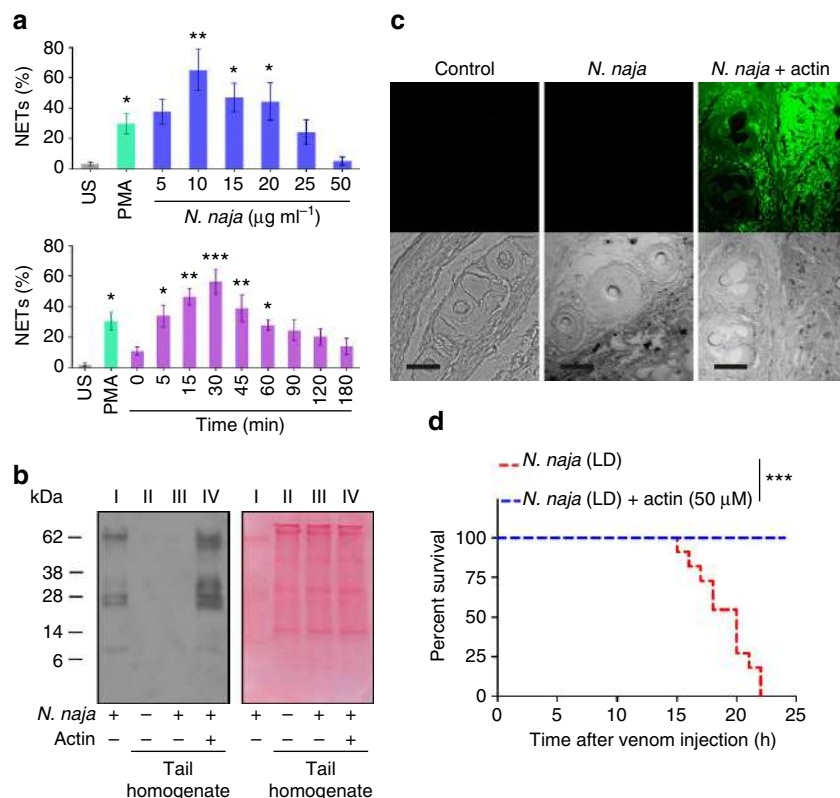 a
80
60
40
20
0
NETs (%)
*
**
*
*
US
PMA
5
10
15
20
25
50
N. naja (μg ml⁻¹)
80
60
40
20
0
NETs (%)
*
*
**
***
**
*
US
PMA
0
5
15
30
45
60
90
120
180
Time (min)
b
kDa
I II III IV I II III IV
62
38
28
14
6
N. naja + – + + + – + +
Actin – – – + – – – +
Tail
homogenate
Tail
homogenate
c
Control
N. naja
N. naja + actin
d
N. naja (LD)
N. naja (LD) + actin (50 μM)
***
Percent survival
100
75
50
25
0
0 5 10 15 20 25
Time after venom injection (h)